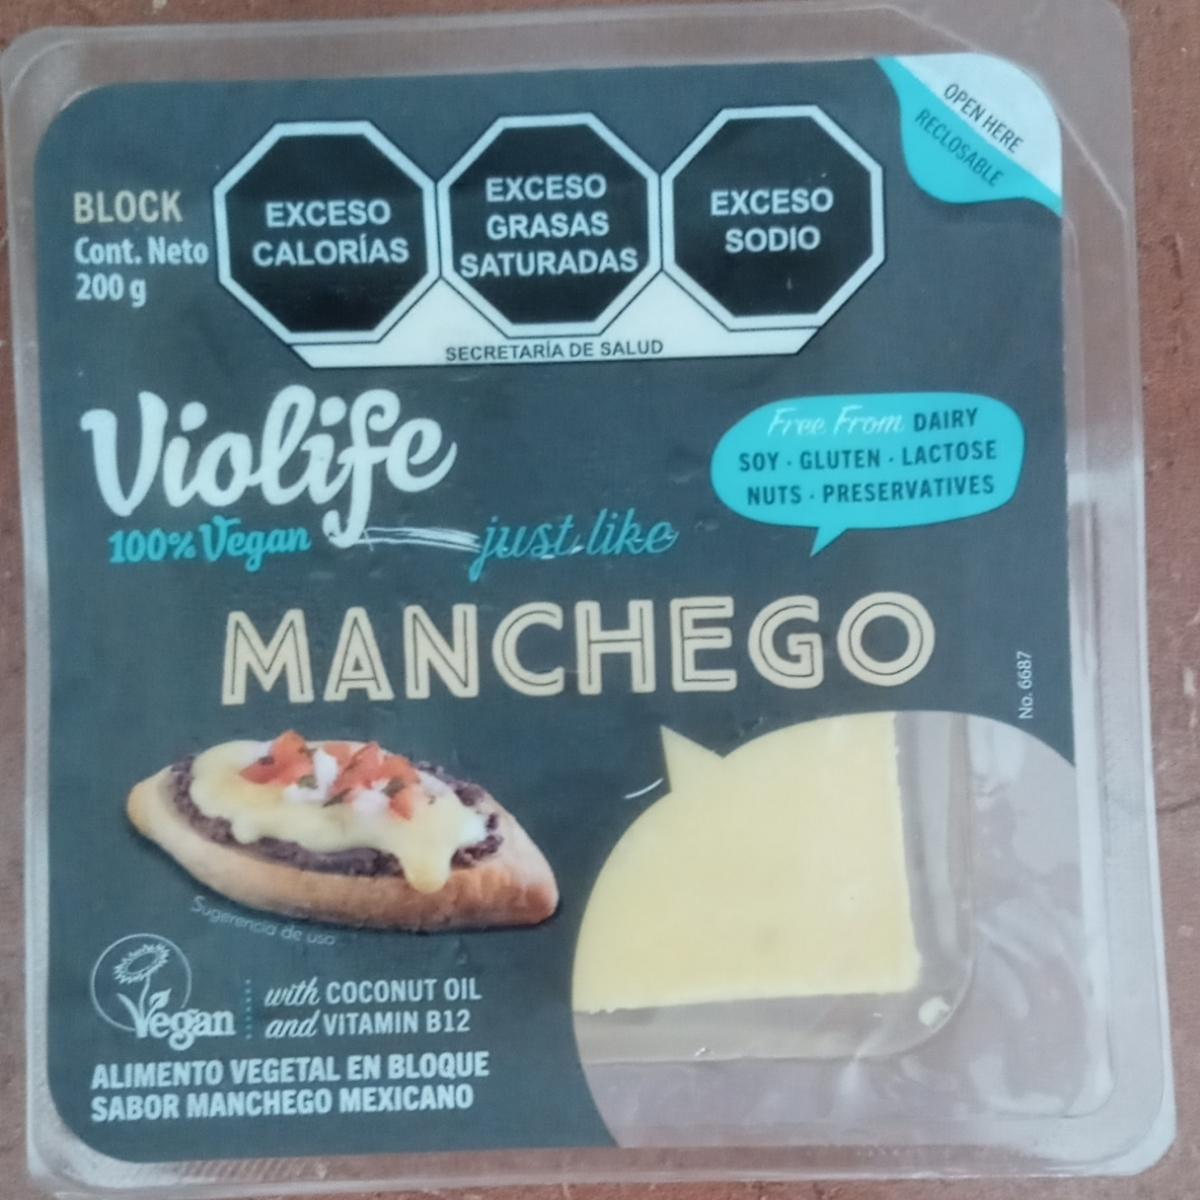 OPEN HERE
RECLOSABLE
BLOCK
Cont. Neto
200 g
EXCESO
CALORÍAS
EXCESO
GRASAS
SATURADAS
EXCESO
SODIO
SECRETARÍA DE SALUD
Violife
100% Vegan
just like
Free From DAIRY
SOY · GLUTEN · LACTOSE
NUTS · PRESERVATIVES
MANCHEGO
No. 6687
Sugerencia de uso
Vegan
with COCONUT OIL
and VITAMIN B12
ALIMENTO VEGETAL EN BLOQUE
SABOR MANCHEGO MEXICANO